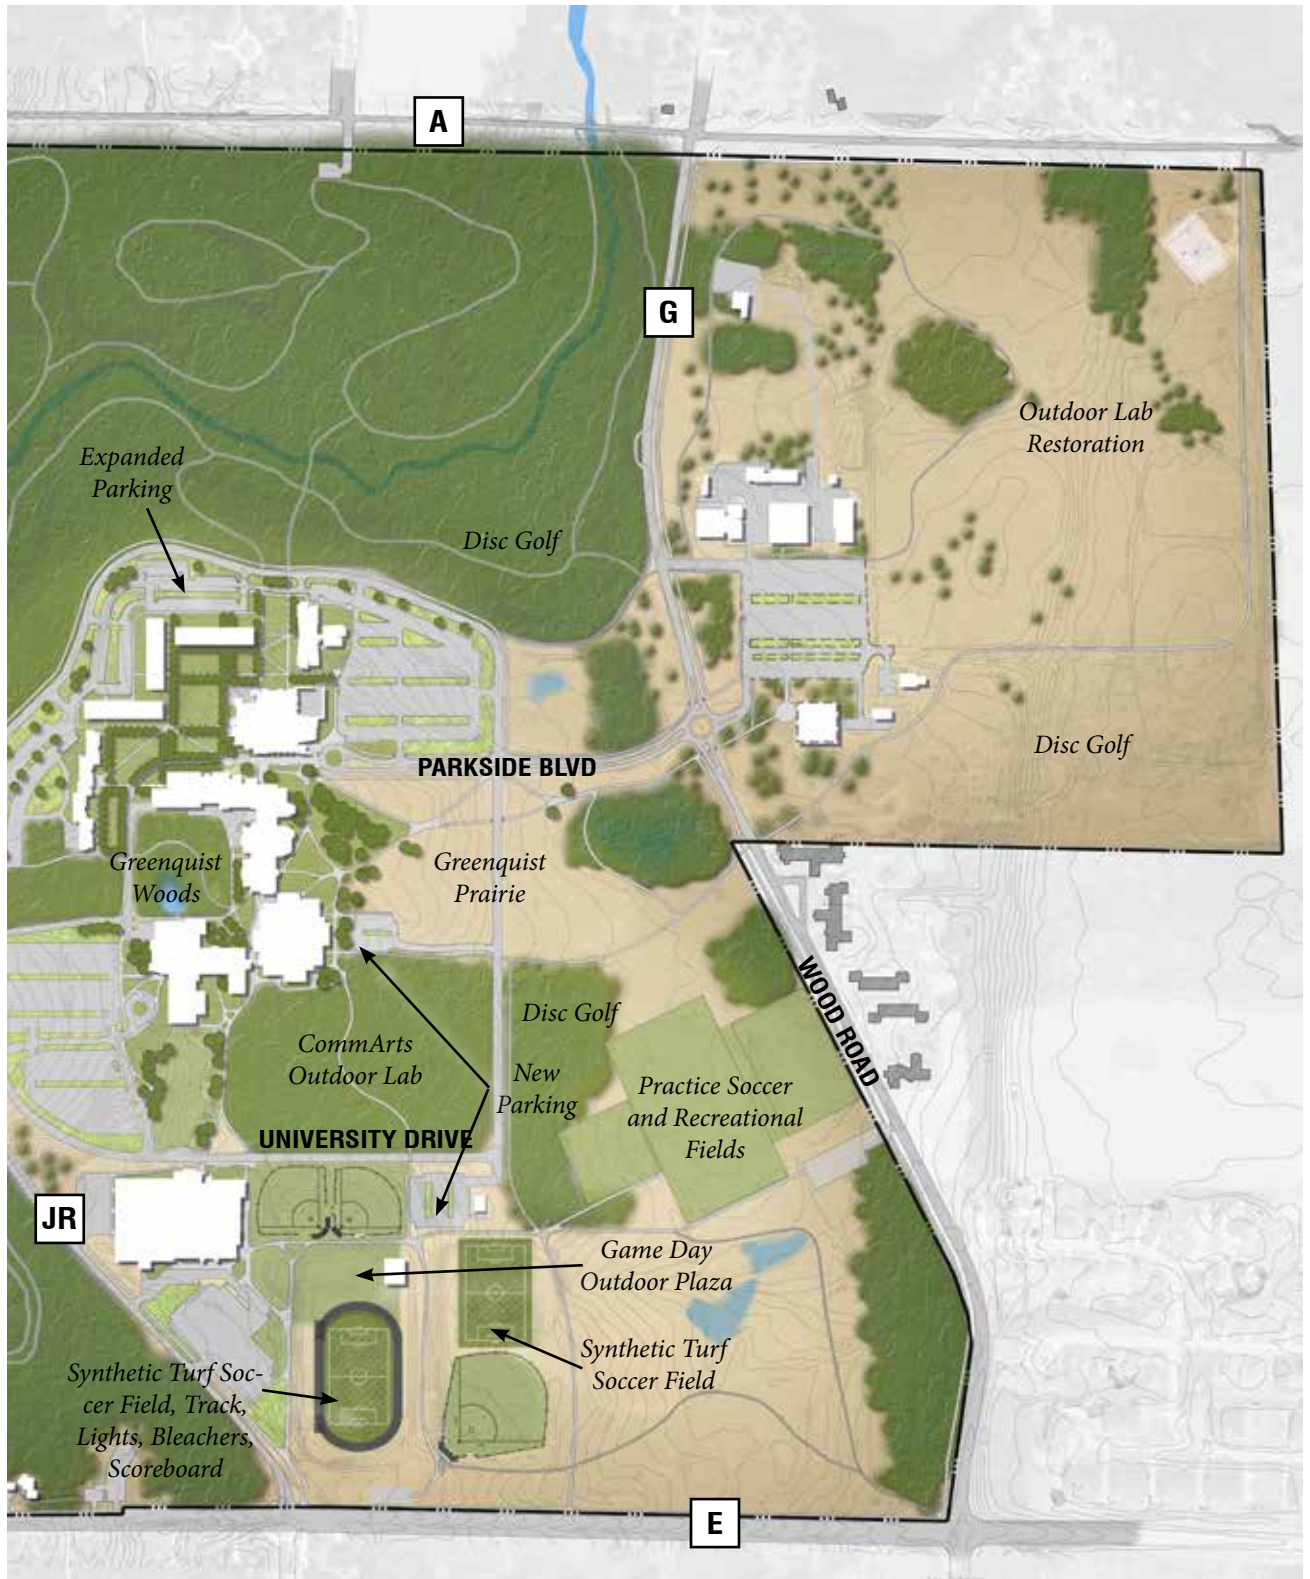 A
G
Outdoor Lab
Restoration
Expanded
Parking
Disc Golf
Disc Golf
PARKSIDE BLVD
Greenquist
Woods
Greenquist
Prairie
WOOD ROAD
Disc Golf
CommArts
Outdoor Lab
New
Parking
Practice Soccer
and Recreational
Fields
UNIVERSITY DRIVE
JR
Game Day
Outdoor Plaza
Synthetic Turf
Soccer Field
Synthetic Turf Soc-
cer Field, Track,
Lights, Bleachers,
Scoreboard
E